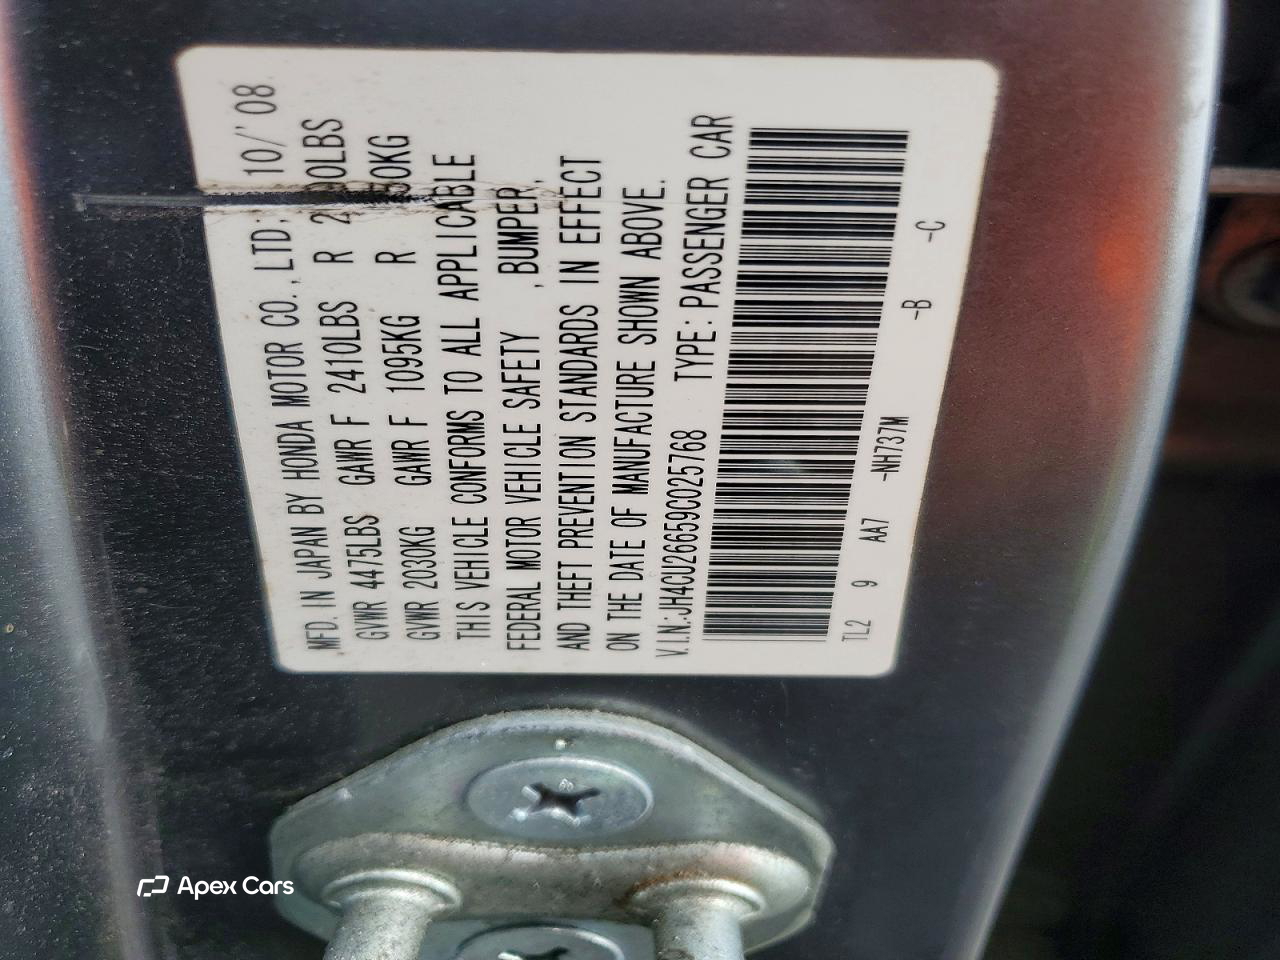 MFD. IN JAPAN BY HONDA MOTOR CO., LTD; 10/'08.
GVWR 4475LBS GAWR F 2410LBS R
GVWR 2030KG GAWR F 1095KG R
THIS VEHICLE CONFORMS TO ALL APPLICABLE
FEDERAL MOTOR VEHICLE SAFETY ,BUMPER,
AND THEFT PREVENTION STANDARDS IN EFFECT
ON THE DATE OF MANUFACTURE SHOWN ABOVE.
V.I.N.:JH4CU26659C025768 TYPE: PASSENGER CAR
TL2 9 AA7 -NH737M -B -C
Apex Cars